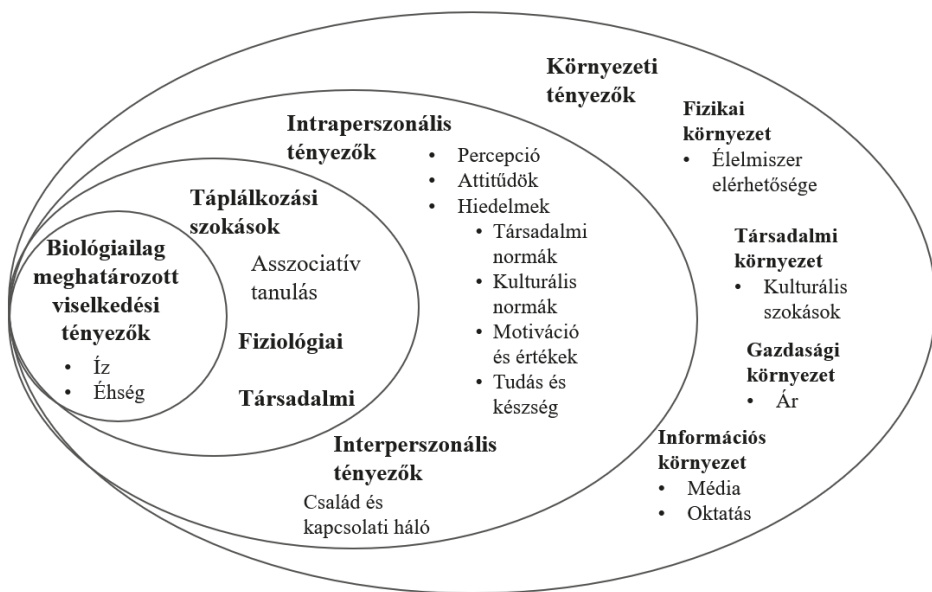 Környezeti
tényezők
Fizikai
környezet
• Élelmiszer
elérhetősége
Társadalmi
környezet
• Kulturális
szokások
Gazdasági
környezet
• Ár
Információs
környezet
• Média
• Oktatás
Intraperszonális
tényezők
• Percepció
• Attitűdök
• Hiedelmek
• Társadalmi
normák
• Kulturális
normák
• Motiváció
és értékek
• Tudás és
készség
Interperszonális
tényezők
Család és
kapcsolati háló
Táplálkozási
szokások
Asszociatív
tanulás
Fiziológiai
Társadalmi
Biológiailag
meghatározott
viselkedési
tényezők
• Íz
• Éhség